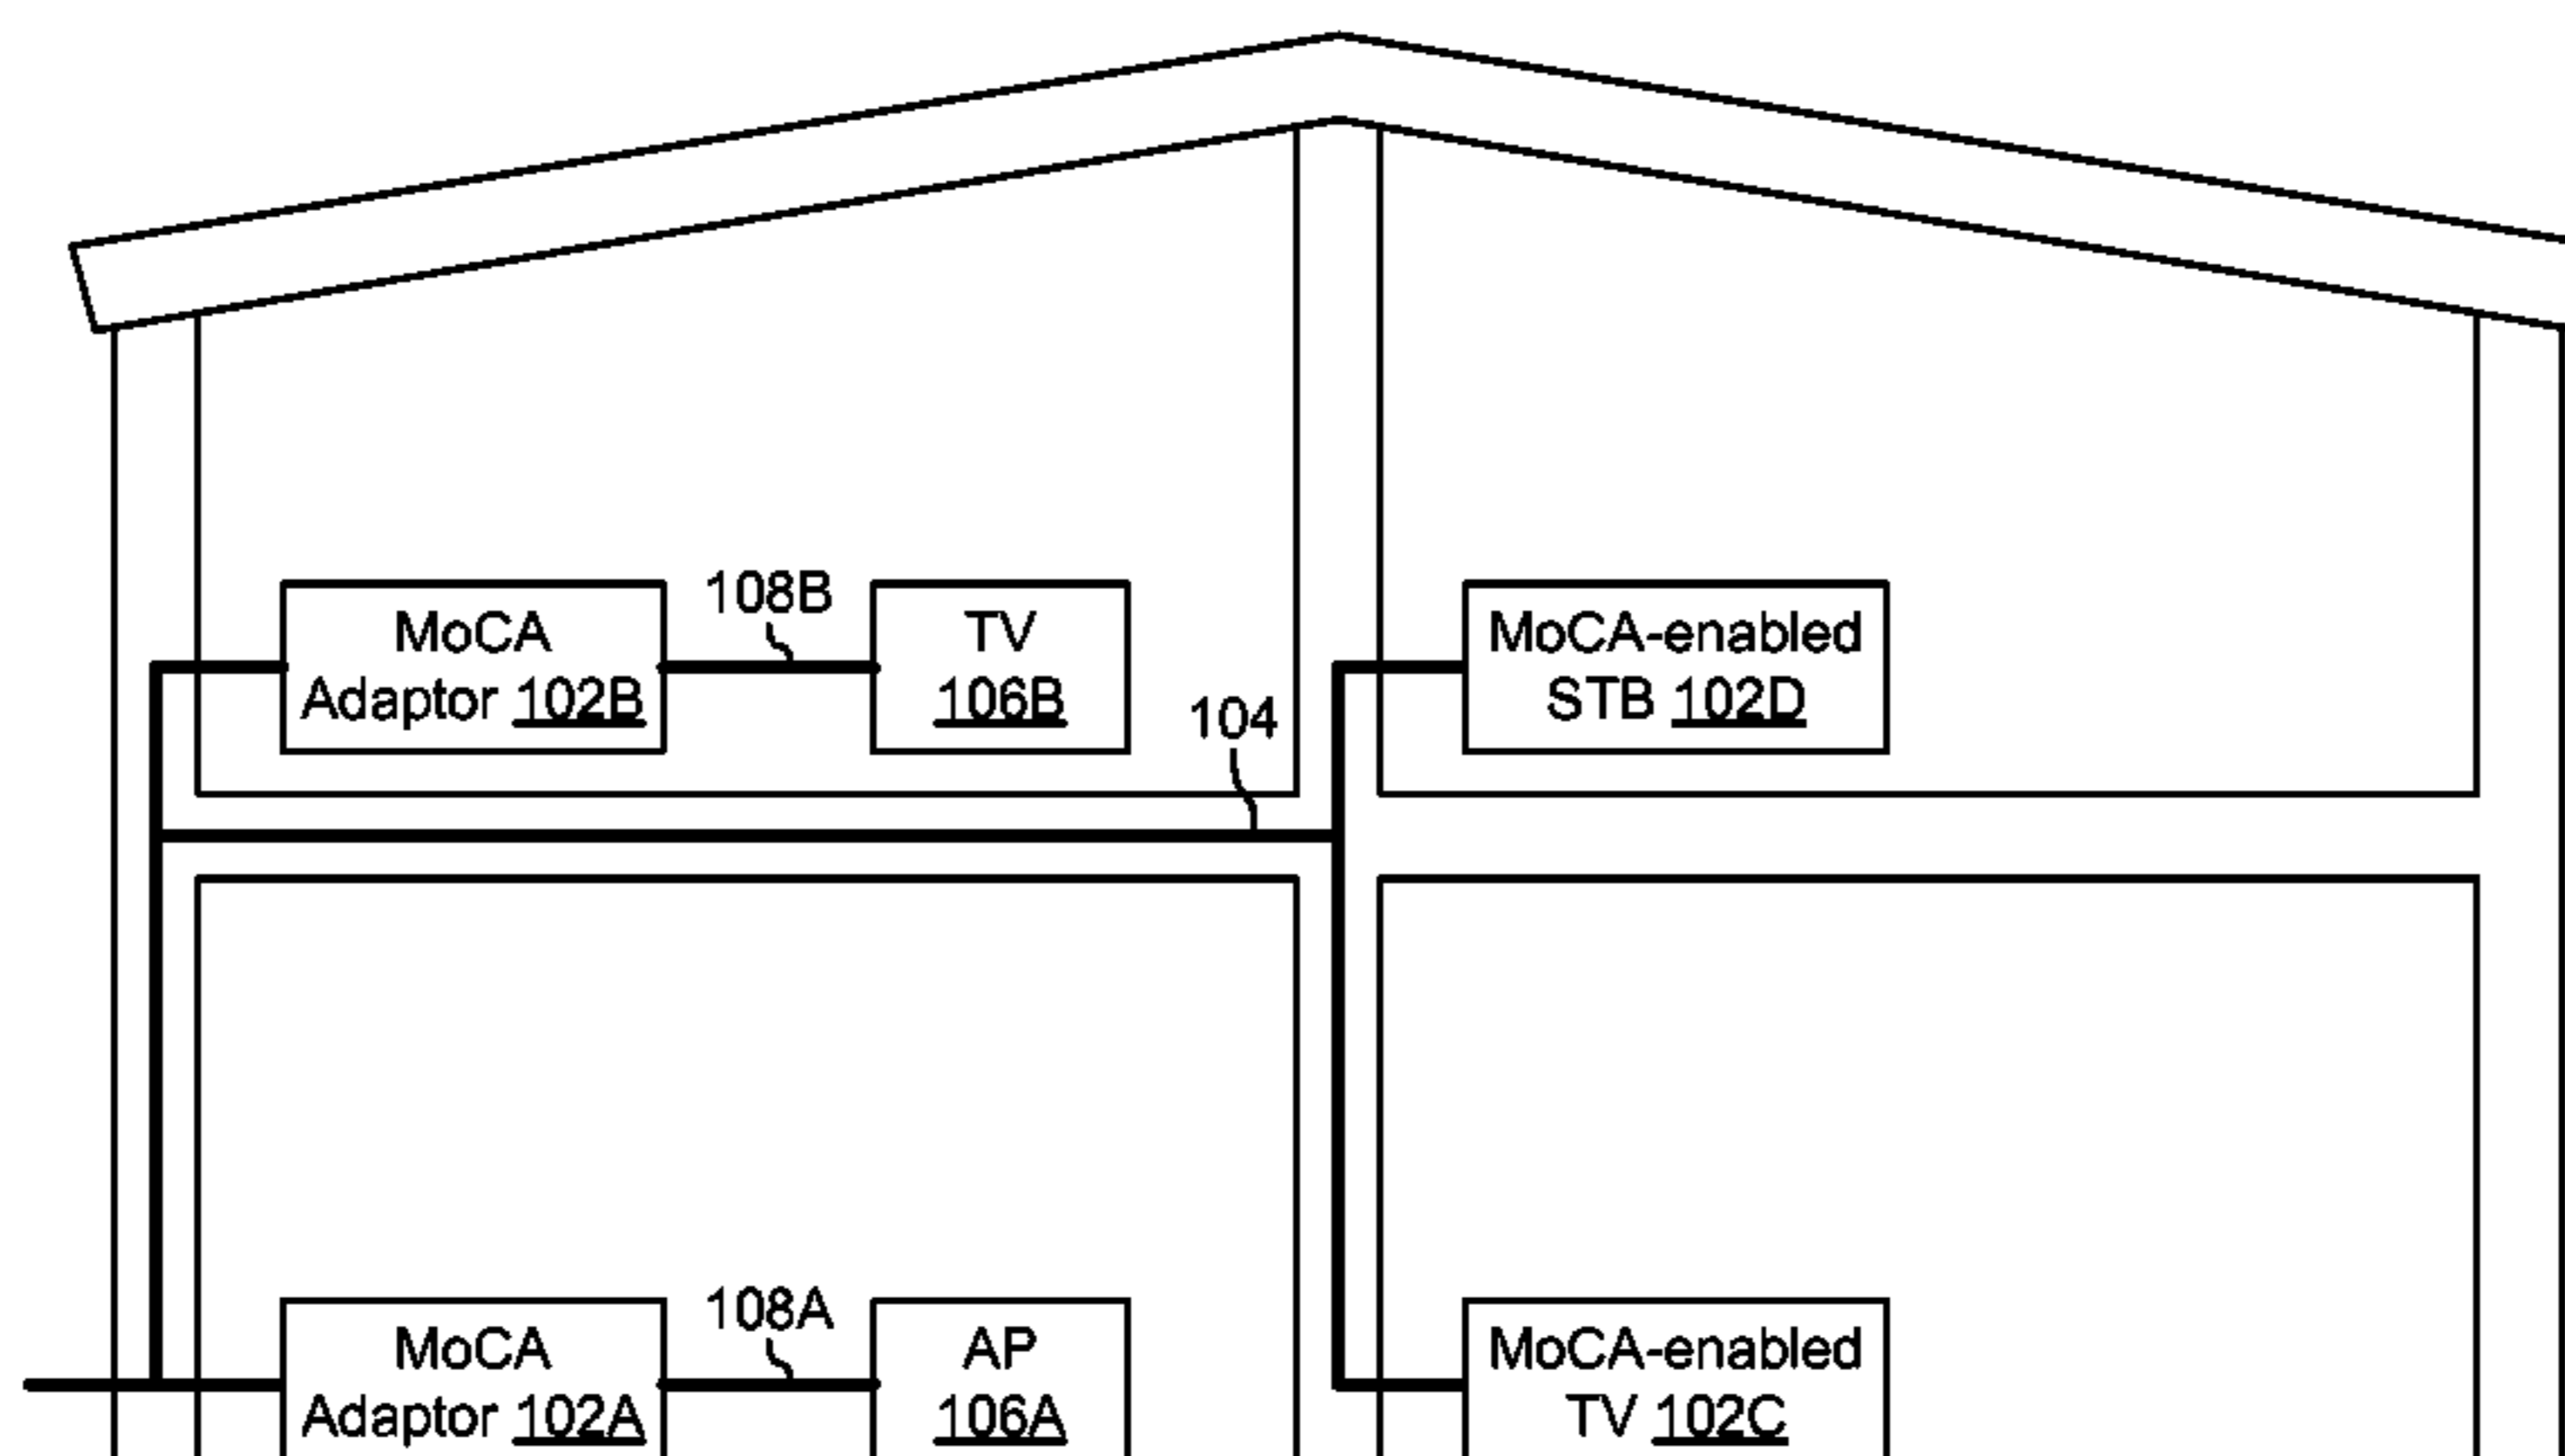 108B
MoCA
Adaptor 102B
TV
106B
MoCA-enabled
STB 102D
104
108A
MoCA
Adaptor 102A
AP
106A
MoCA-enabled
TV 102C